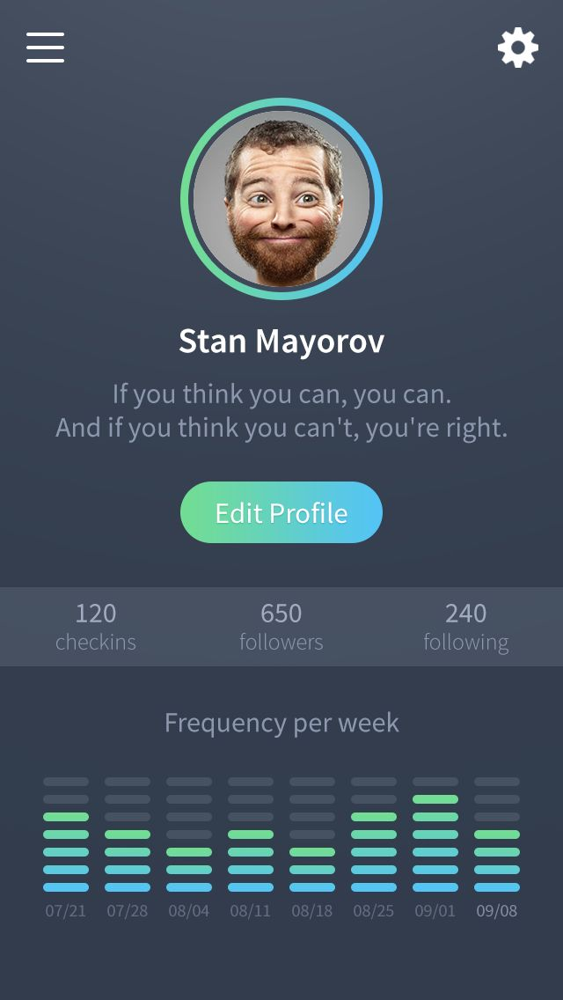 Stan Mayorov
If you think you can, you can.
And if you think you can't, you're right.
Edit Profile
120 650 240
checkins followers following
Frequency per week
07/21 07/28 08/04 08/11 08/18 08/25 09/01 09/08